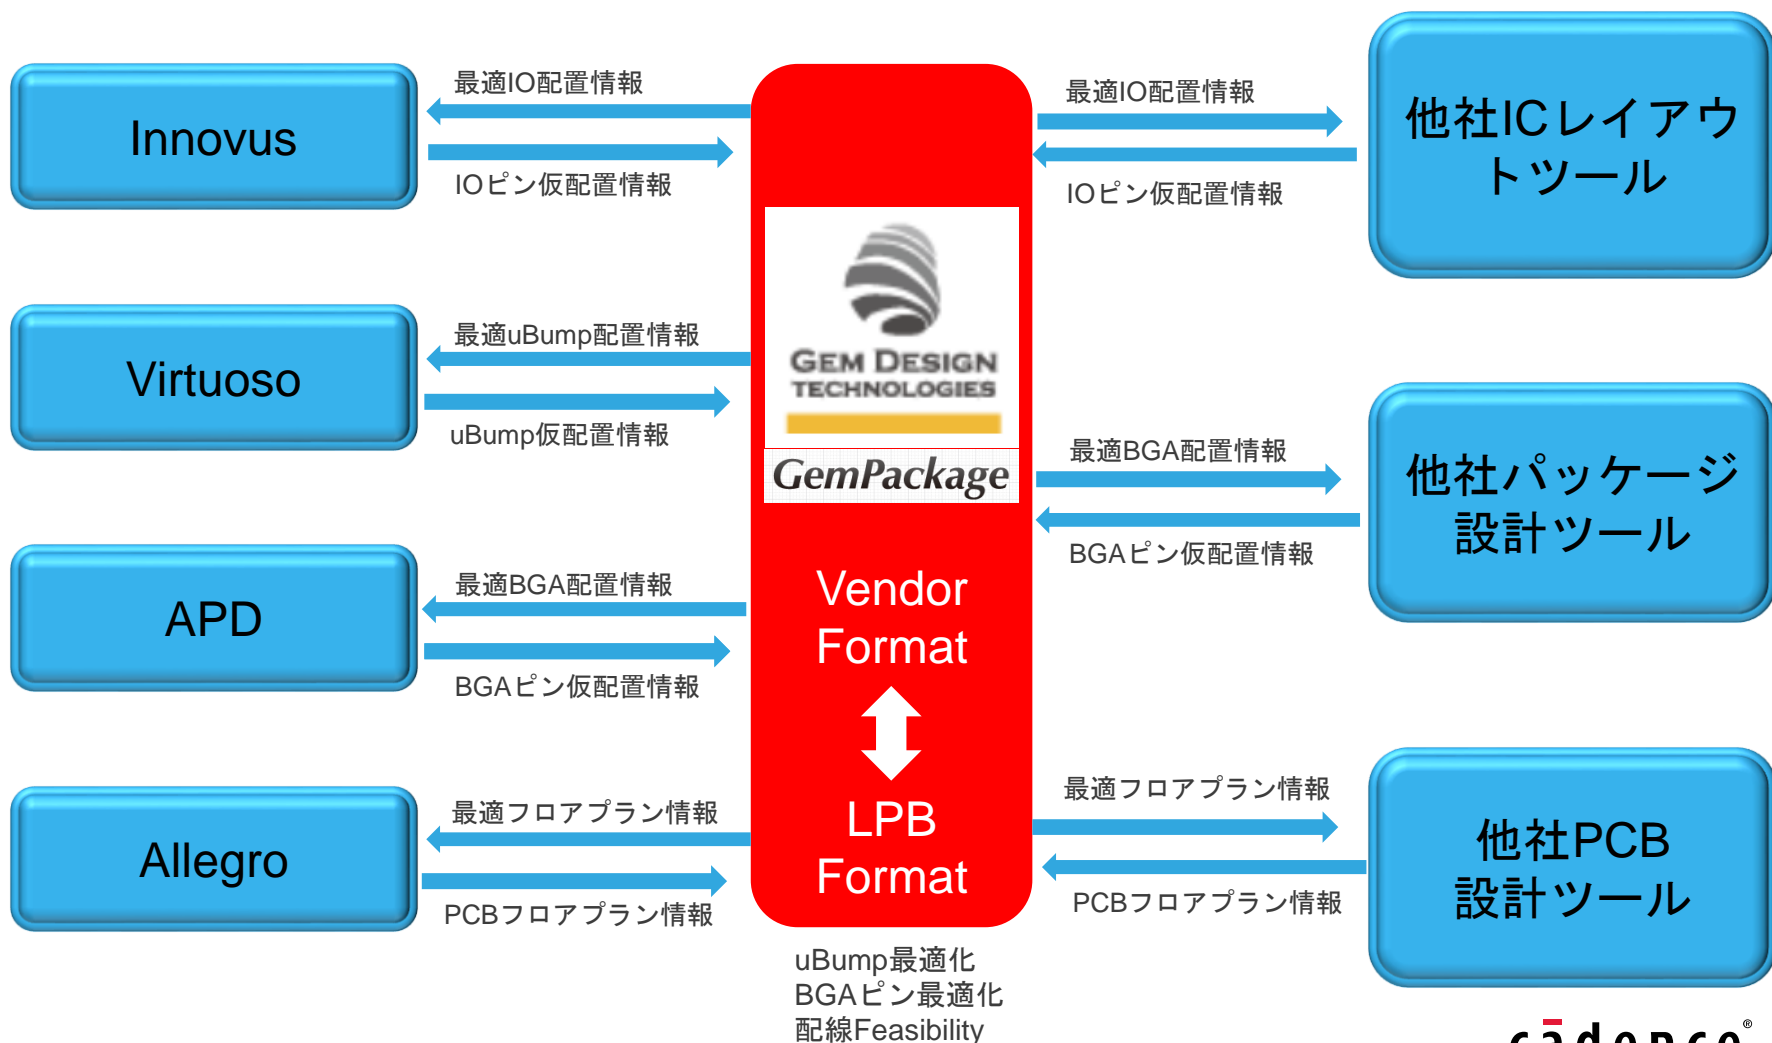 Innovus
最適IO配置情報
IOピン仮配置情報
Virtuoso
最適uBump配置情報
uBump仮配置情報
APD
最適BGA配置情報
BGAピン仮配置情報
Allegro
最適フロアプラン情報
PCBフロアプラン情報
GEM DESIGN
TECHNOLOGIES
GemPackage
Vendor
Format
LPB
Format
uBump最適化
BGAピン最適化
配線Feasibility
最適IO配置情報
IOピン仮配置情報
他社ICレイアウ
トツール
最適BGA配置情報
BGAピン仮配置情報
他社パッケージ
設計ツール
最適フロアプラン情報
PCBフロアプラン情報
他社PCB
設計ツール
cādence®